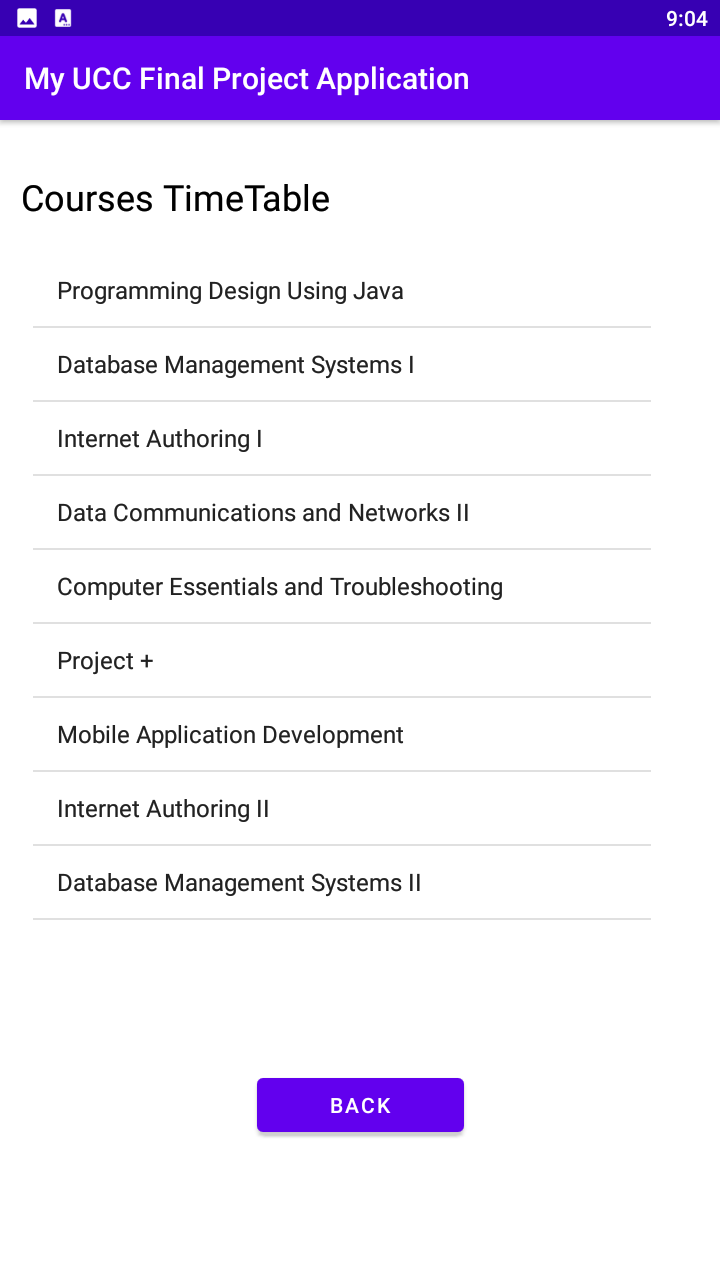 9:04
My UCC Final Project Application
Courses TimeTable
Programming Design Using Java
Database Management Systems I
Internet Authoring I
Data Communications and Networks II
Computer Essentials and Troubleshooting
Project +
Mobile Application Development
Internet Authoring II
Database Management Systems II
BACK